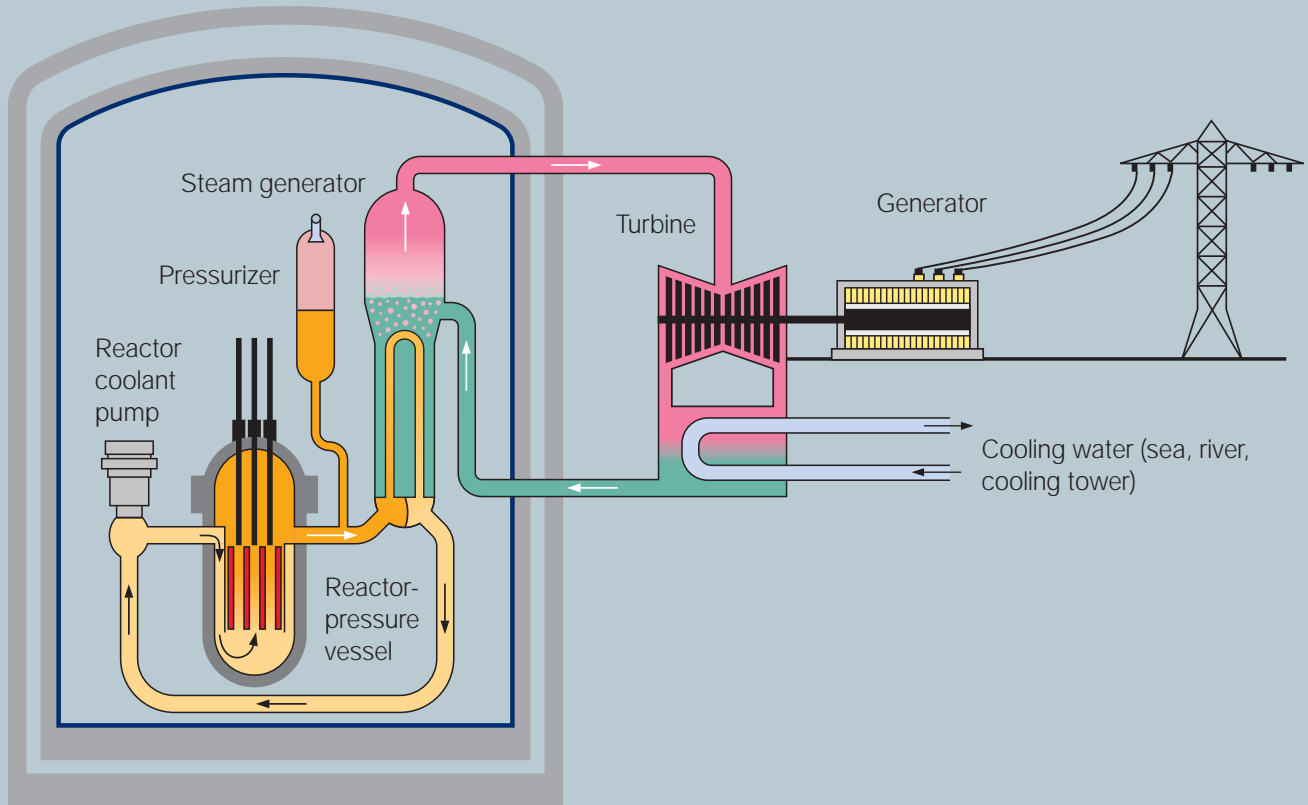 Steam generator
Pressurizer
Reactor
coolant
pump
Reactor-
pressure
vessel
Turbine
Generator
Cooling water (sea, river,
cooling tower)